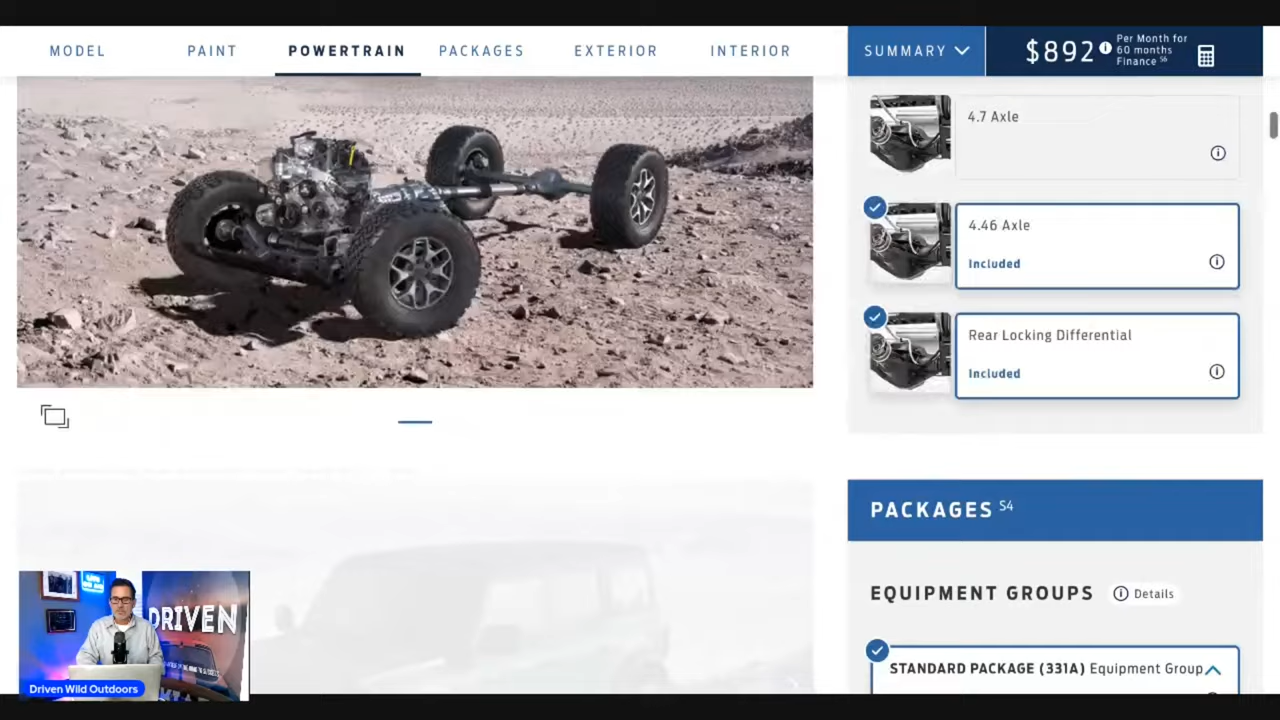 MODEL
PAINT
POWERTRAIN
PACKAGES
EXTERIOR
INTERIOR
SUMMARY
$892
Per Month for
60 months
Finance S6
4.7 Axle
4.46 Axle
Included
Rear Locking Differential
Included
PACKAGES S4
EQUIPMENT GROUPS
Details
STANDARD PACKAGE (331A) Equipment Group
DRIVEN
Driven Wild Outdoors